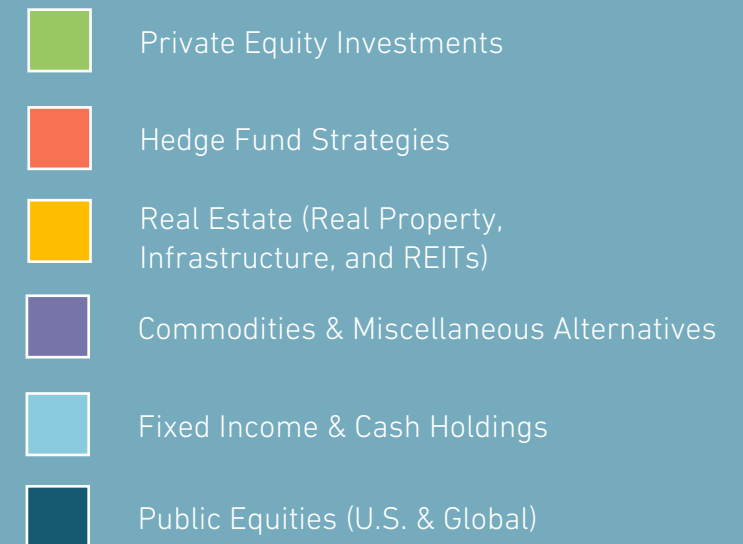 Private Equity Investments
Hedge Fund Strategies
Real Estate (Real Property,
Infrastructure, and REITs)
Commodities & Miscellaneous Alternatives
Fixed Income & Cash Holdings
Public Equities (U.S. & Global)